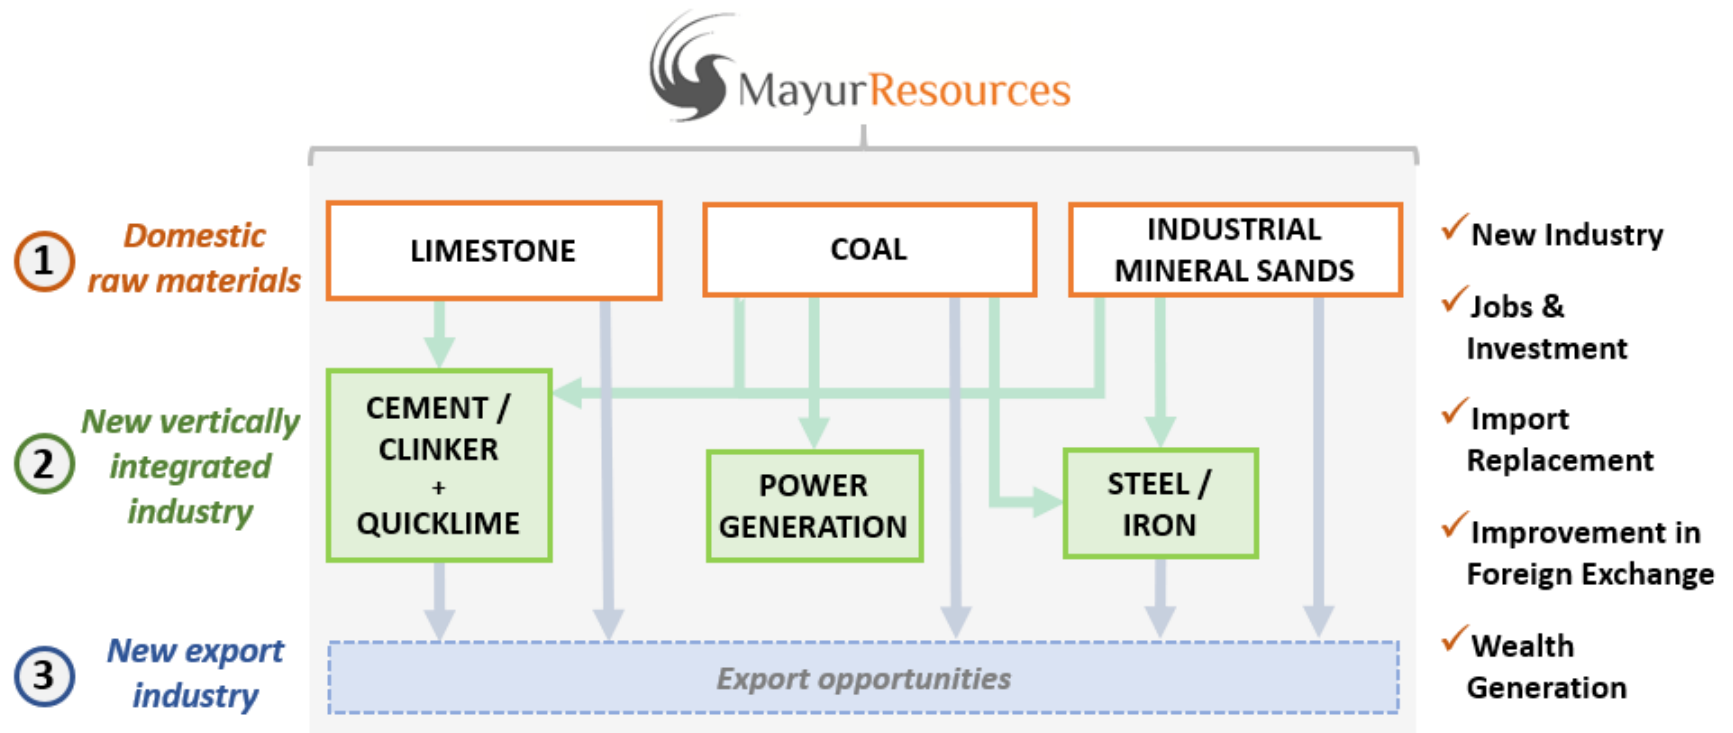 MayurResources
1
Domestic
raw materials
LIMESTONE
COAL
INDUSTRIAL
MINERAL SANDS
2
New vertically
integrated
industry
CEMENT /
CLINKER
+
QUICKLIME
POWER
GENERATION
STEEL /
IRON
3
New export
industry
Export opportunities
✓New Industry
✓Jobs &
Investment
✓Import
Replacement
✓Improvement in
Foreign Exchange
✓Wealth
Generation